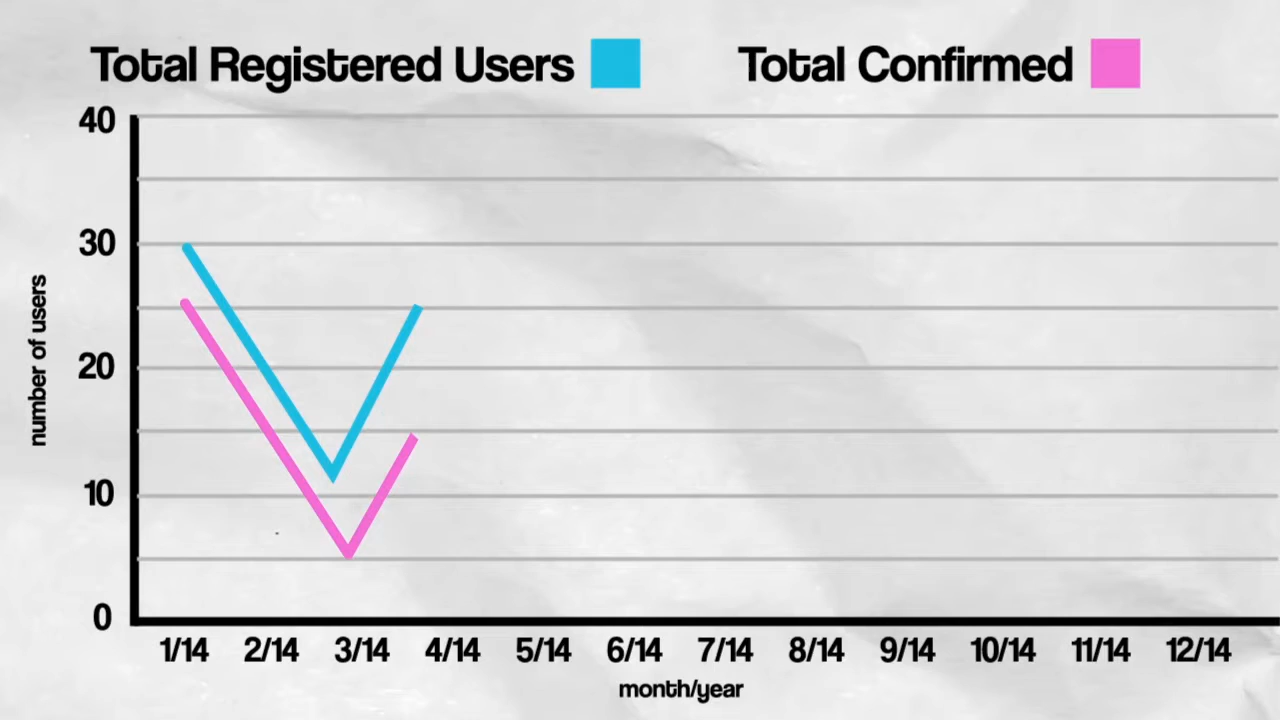 Total Registered Users
Total Confirmed
40
30
20
10
0
number of users
1/14 2/14 3/14 4/14 5/14 6/14 7/14 8/14 9/14 10/14 11/14 12/14
month/year